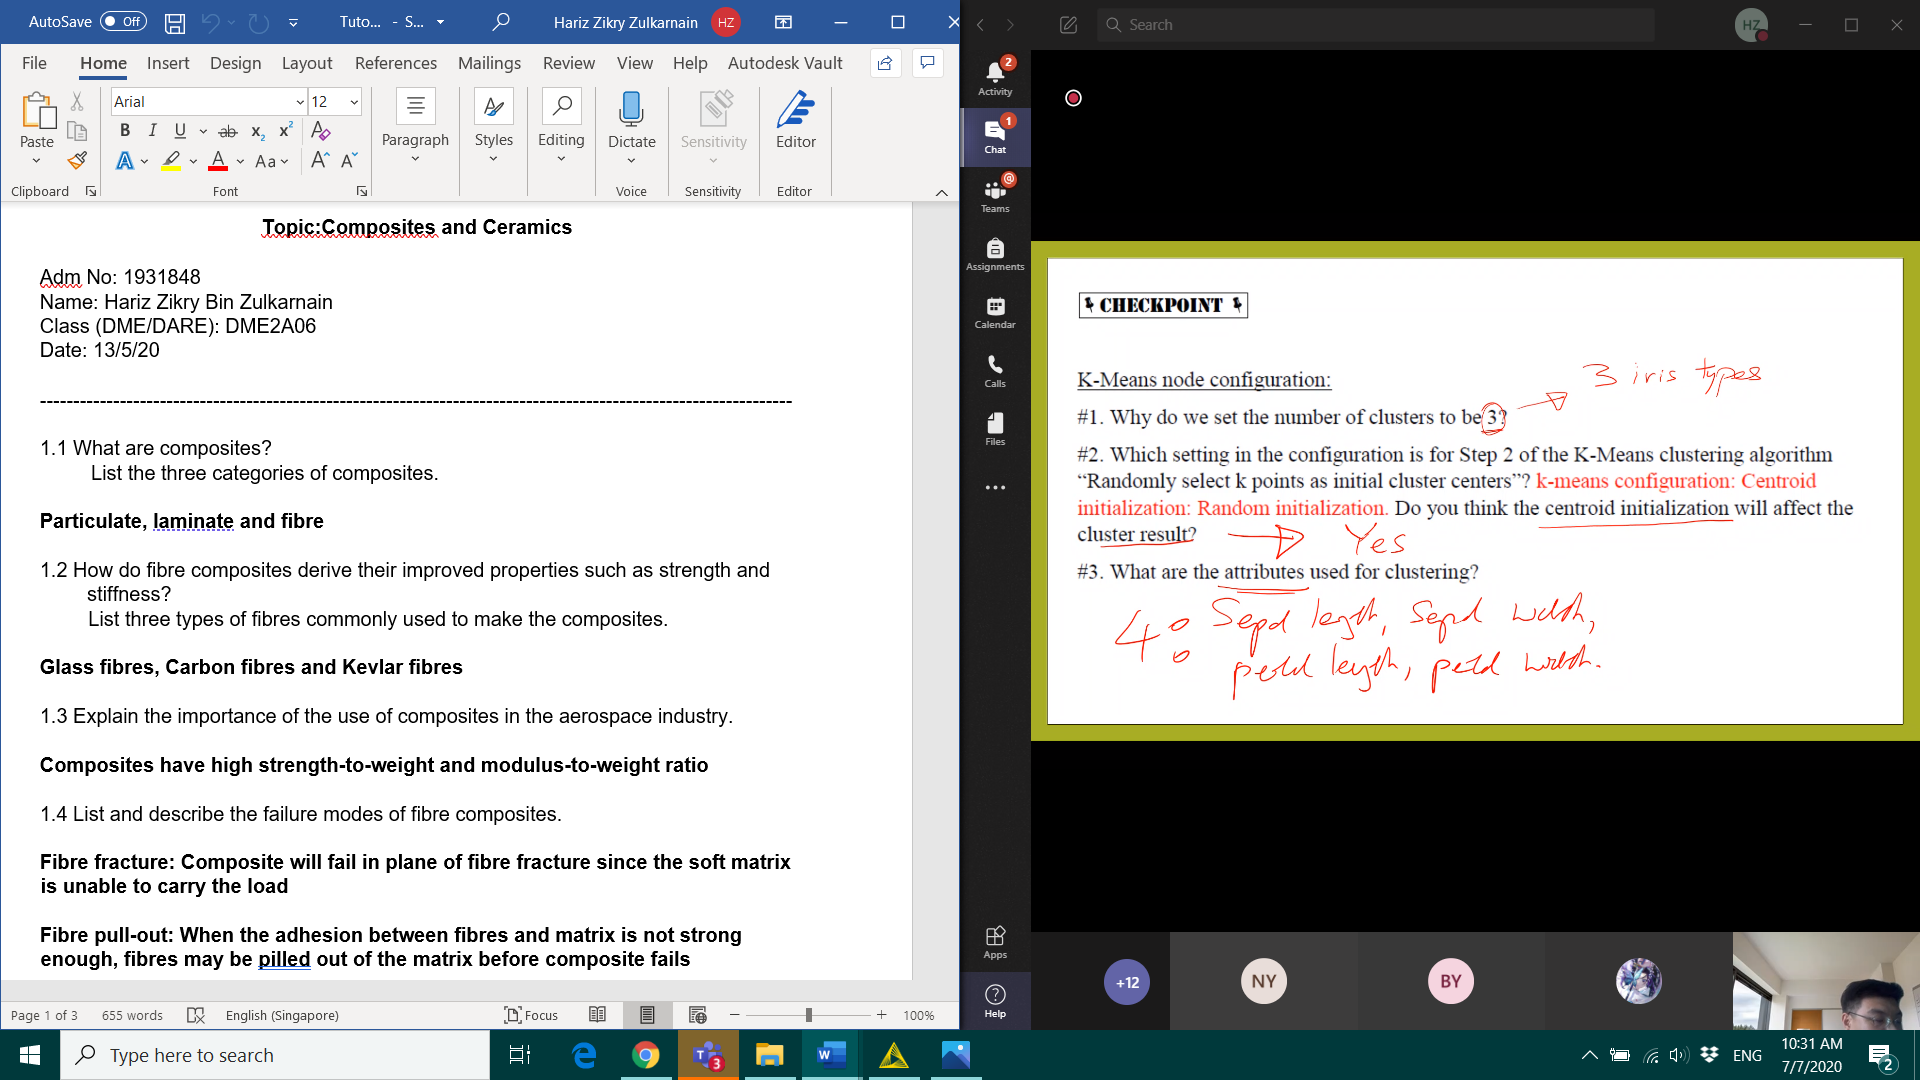 AutoSave Off Tuto... - S... Hariz Zikry Zulkarnain HZ
File Home Insert Design Layout References Mailings Review View Help Autodesk Vault
Arial 12
B I U ab x2 x2
A A Aa A A
Paste Paragraph Styles Editing Dictate Sensitivity Editor
Clipboard Font Voice Sensitivity Editor
Topic:Composites and Ceramics
Adm No: 1931848
Name: Hariz Zikry Bin Zulkarnain
Class (DME/DARE): DME2A06
Date: 13/5/20
1.1 What are composites?
List the three categories of composites.
Particulate, laminate and fibre
1.2 How do fibre composites derive their improved properties such as strength and
stiffness?
List three types of fibres commonly used to make the composites.
Glass fibres, Carbon fibres and Kevlar fibres
1.3 Explain the importance of the use of composites in the aerospace industry.
Composites have high strength-to-weight and modulus-to-weight ratio
1.4 List and describe the failure modes of fibre composites.
Fibre fracture: Composite will fail in plane of fibre fracture since the soft matrix
is unable to carry the load
Fibre pull-out: When the adhesion between fibres and matrix is not strong
enough, fibres may be pilled out of the matrix before composite fails
Page 1 of 3 655 words English (Singapore) Focus 100%
Search HZ
2
Activity
1
Chat
@
Teams
Assignments
Calendar
Calls
Files
Apps
Help
CHECKPOINT
K-Means node configuration:
3 iris types
#1. Why do we set the number of clusters to be 3?
#2. Which setting in the configuration is for Step 2 of the K-Means clustering algorithm
“Randomly select k points as initial cluster centers”? k-means configuration: Centroid
initialization: Random initialization. Do you think the centroid initialization will affect the
cluster result? Yes
#3. What are the attributes used for clustering?
4: Sepal length, Sepal width,
petal length, petal width.
+12 NY BY
Type here to search
3
ENG
10:31 AM
7/7/2020
2